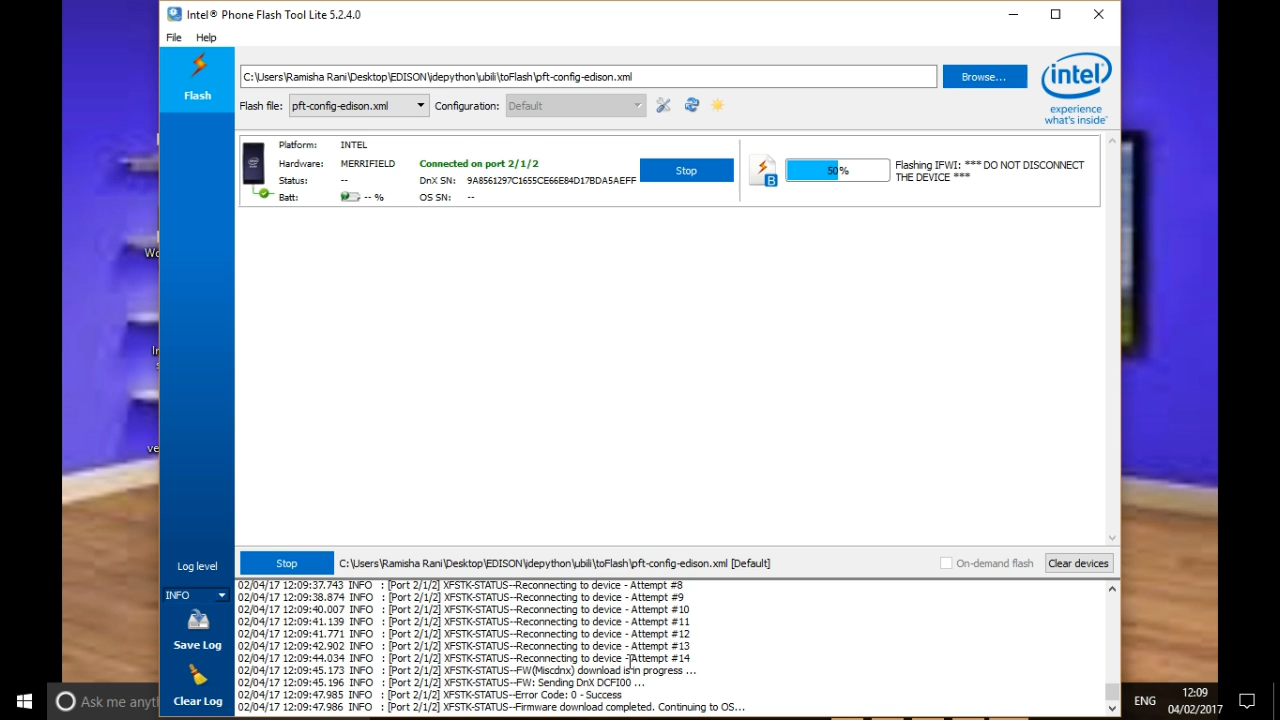 Intel® Phone Flash Tool Lite 5.2.4.0
File Help
Flash
C:\Users\Ramisha Rani\Desktop\EDISON\idepython\ubili\toFlash\pft-config-edison.xml
Browse...
Flash file: pft-config-edison.xml Configuration: Default
intel
experience
what's inside™
Platform: INTEL
Hardware: MERRIFIELD Connected on port 2/1/2
Status: -- DnX SN: 9A8561297C1655CE66E84D17BDA5AEFF
Batt: -- % OS SN: --
Stop
B
50%
Flashing IFWI: *** DO NOT DISCONNECT
THE DEVICE ***
Stop C:\Users\Ramisha Rani\Desktop\EDISON\idepython\ubili\toFlash\pft-config-edison.xml [Default] On-demand flash Clear devices
Log level
INFO
Save Log
Clear Log
02/04/17 12:09:37.743 INFO : [Port 2/1/2] XFSTK-STATUS--Reconnecting to device - Attempt #8
02/04/17 12:09:38.874 INFO : [Port 2/1/2] XFSTK-STATUS--Reconnecting to device - Attempt #9
02/04/17 12:09:40.007 INFO : [Port 2/1/2] XFSTK-STATUS--Reconnecting to device - Attempt #10
02/04/17 12:09:41.139 INFO : [Port 2/1/2] XFSTK-STATUS--Reconnecting to device - Attempt #11
02/04/17 12:09:41.771 INFO : [Port 2/1/2] XFSTK-STATUS--Reconnecting to device - Attempt #12
02/04/17 12:09:42.902 INFO : [Port 2/1/2] XFSTK-STATUS--Reconnecting to device - Attempt #13
02/04/17 12:09:44.034 INFO : [Port 2/1/2] XFSTK-STATUS--Reconnecting to device - Attempt #14
02/04/17 12:09:45.173 INFO : [Port 2/1/2] XFSTK-STATUS--FW(Miscdnx) download is in progress ...
02/04/17 12:09:45.196 INFO : [Port 2/1/2] XFSTK-STATUS--FW: Sending DnX DCFI00 ...
02/04/17 12:09:47.985 INFO : [Port 2/1/2] XFSTK-STATUS--Error Code: 0 - Success
02/04/17 12:09:47.986 INFO : [Port 2/1/2] XFSTK-STATUS--Firmware download completed. Continuing to OS...
Wo
ve
Ask me anyth
ENG
12:09
04/02/2017